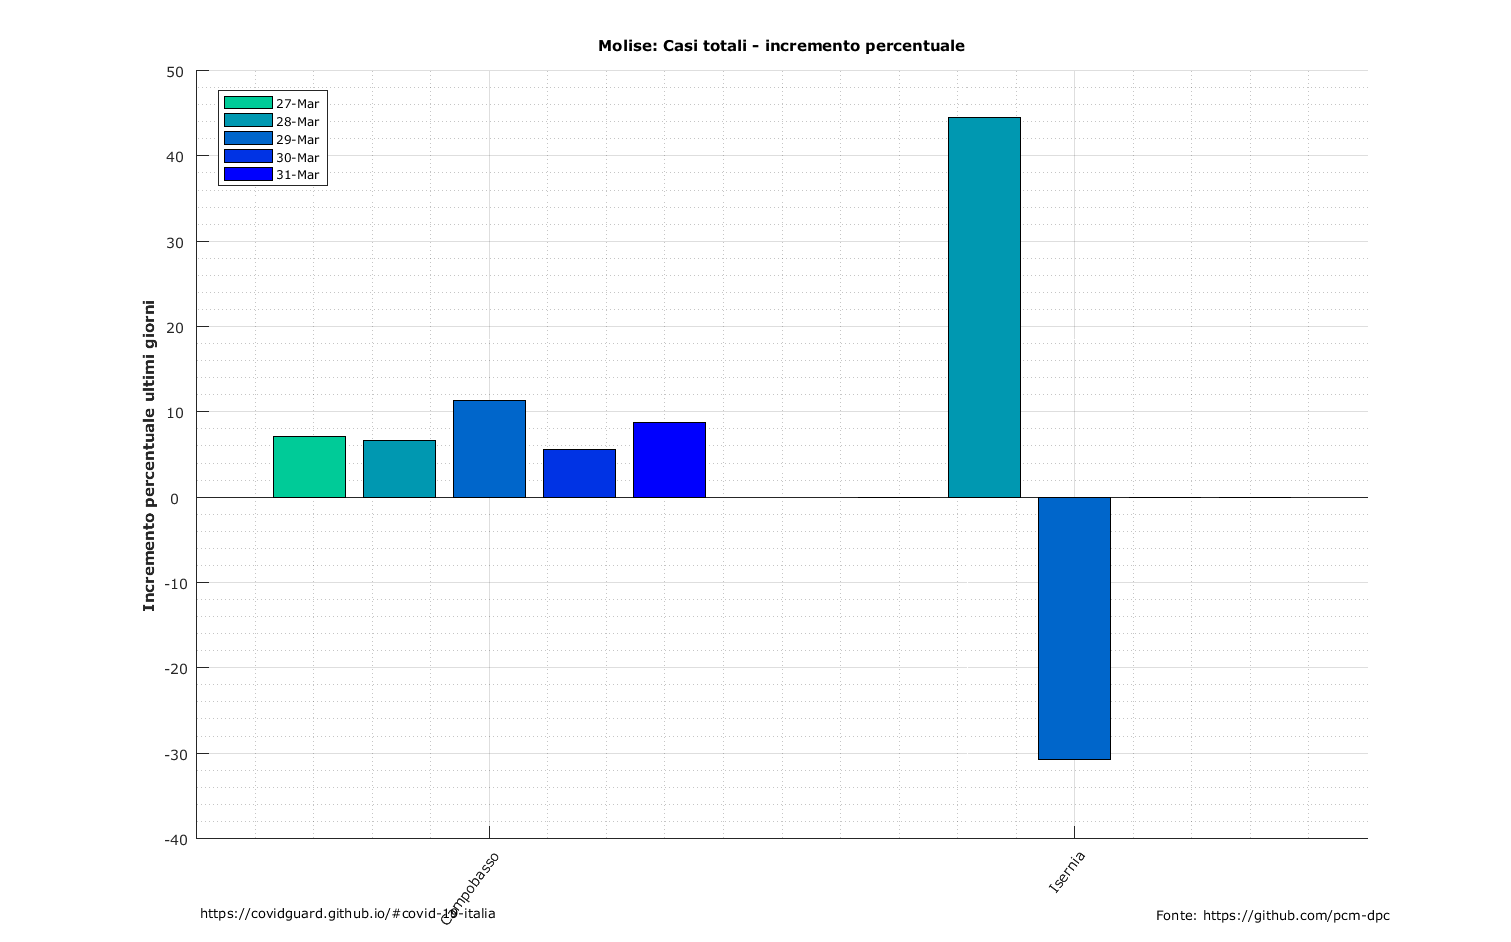 Molise: Casi totali - incremento percentuale
27-Mar
28-Mar
29-Mar
30-Mar
31-Mar
Incremento percentuale ultimi giorni
50
40
30
20
10
0
-10
-20
-30
-40
Campobasso
Isernia
https://covidguard.github.io/#covid-19-italia
Fonte: https://github.com/pcm-dpc